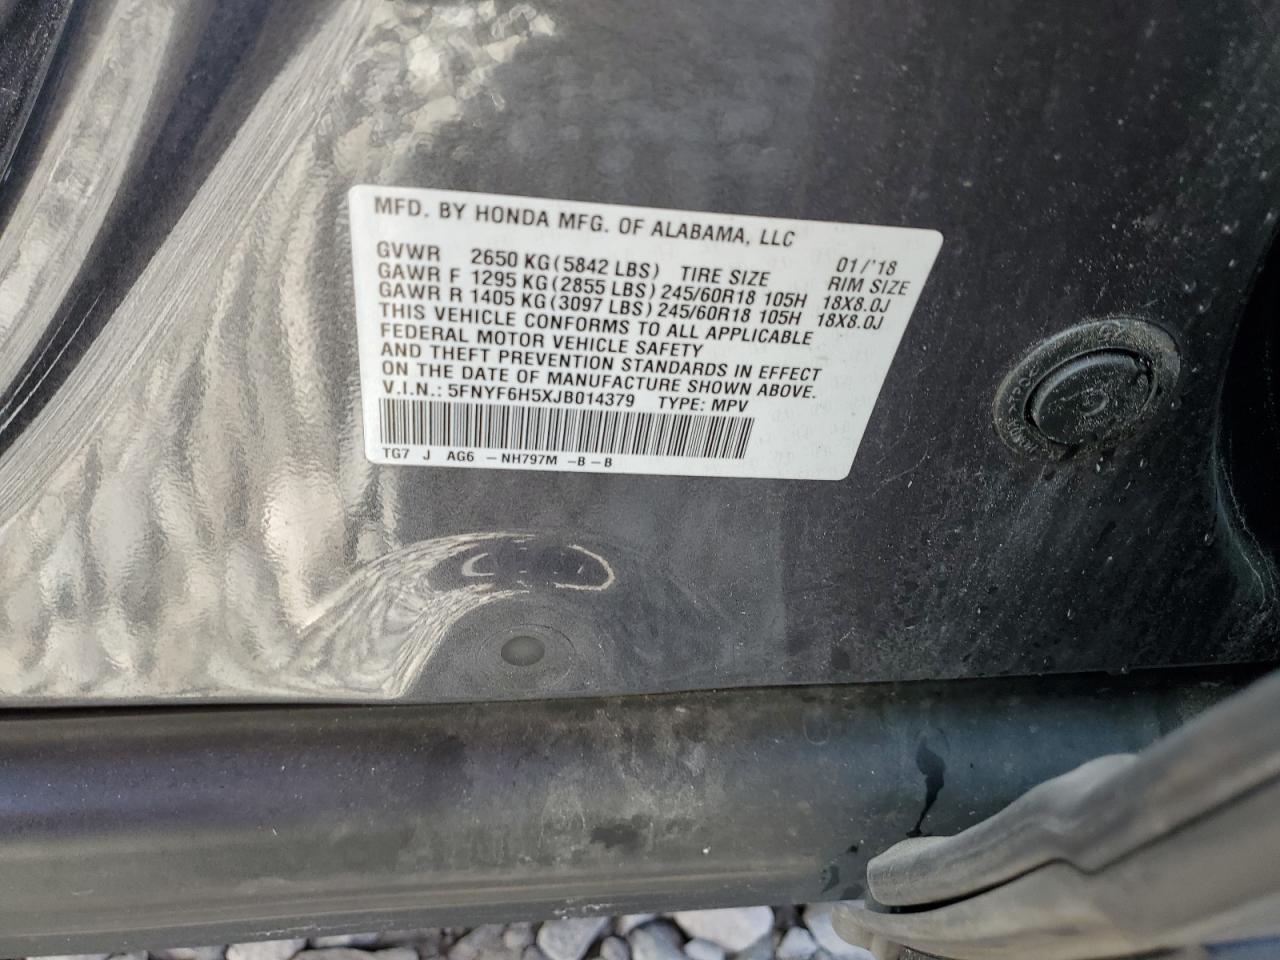 MFD. BY HONDA MFG. OF ALABAMA, LLC
GVWR 2650 KG(5842 LBS) TIRE SIZE 01/'18 RIM SIZE
GAWR F 1295 KG(2855 LBS) 245/60R18 105H 18X8.0J
GAWR R 1405 KG(3097 LBS) 245/60R18 105H 18X8.0J
THIS VEHICLE CONFORMS TO ALL APPLICABLE
FEDERAL MOTOR VEHICLE SAFETY
AND THEFT PREVENTION STANDARDS IN EFFECT
ON THE DATE OF MANUFACTURE SHOWN ABOVE.
V.I.N.: 5FNYF6H5XJB014379 TYPE: MPV
TG7 J AG6 - NH797M -B-B